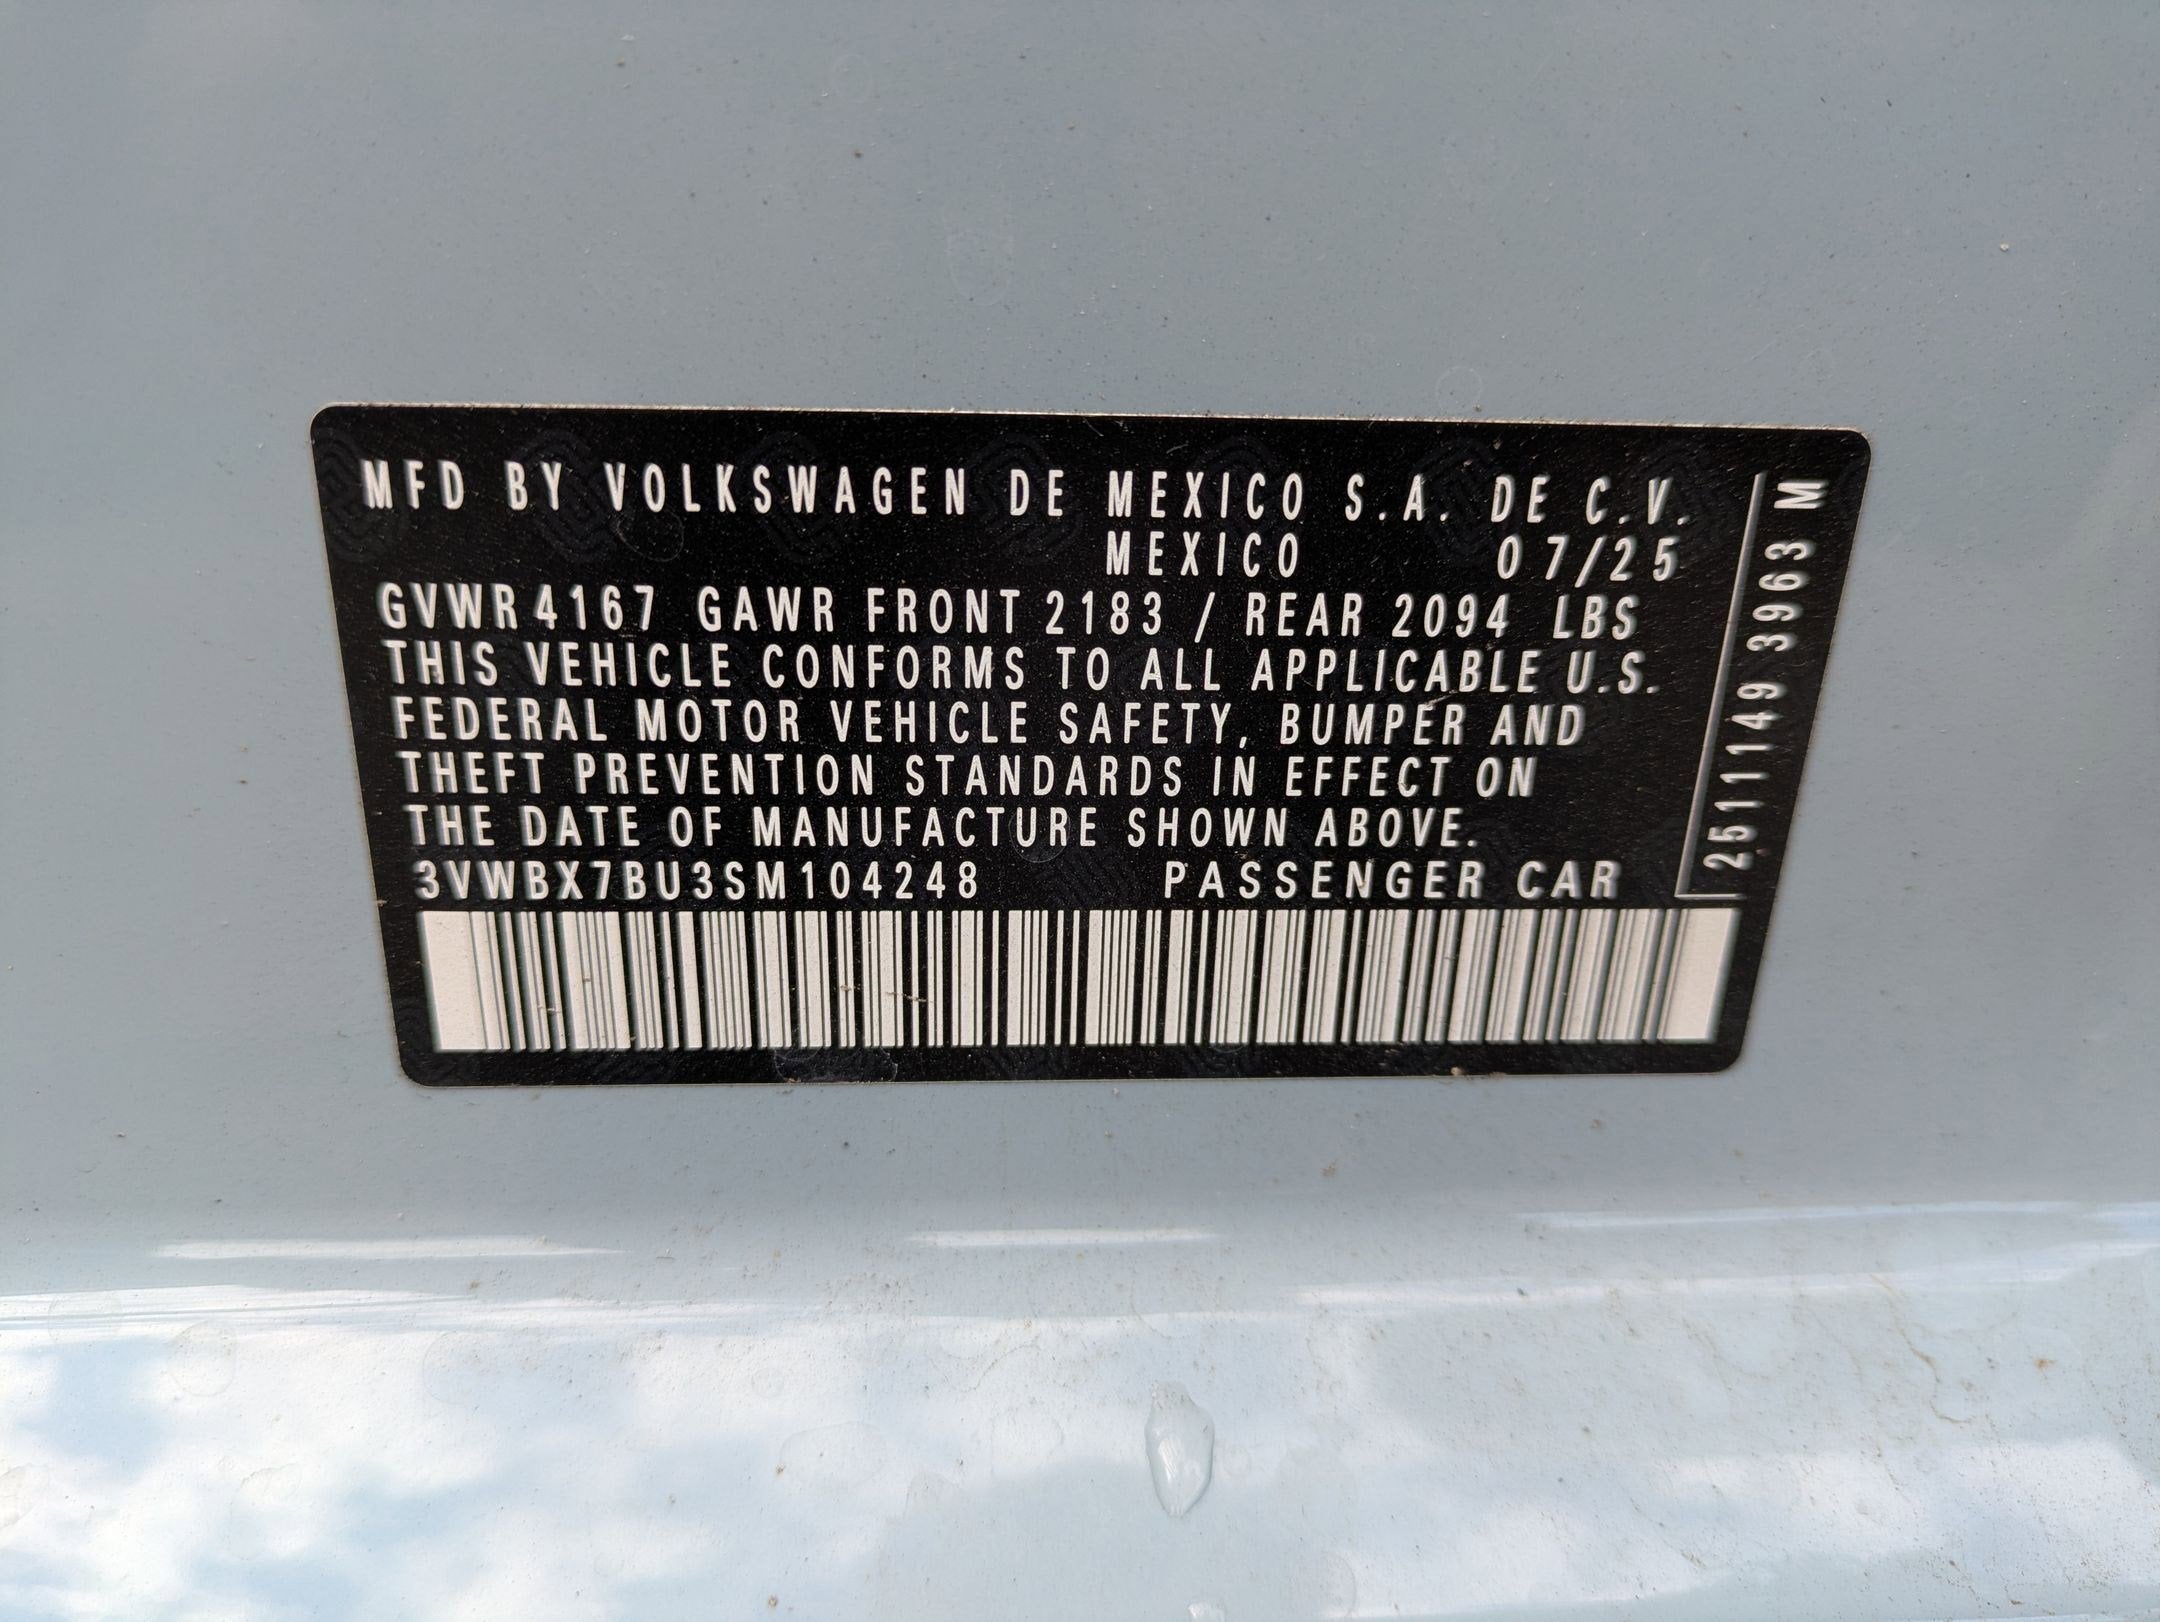 MFD BY VOLKSWAGEN DE MEXICO S.A. DE C.V.
MEXICO 07/25
GVWR 4167 GAWR FRONT 2183 / REAR 2094 LBS
THIS VEHICLE CONFORMS TO ALL APPLICABLE U.S.
FEDERAL MOTOR VEHICLE SAFETY, BUMPER AND
THEFT PREVENTION STANDARDS IN EFFECT ON
THE DATE OF MANUFACTURE SHOWN ABOVE.
3VWBX7BU3SM104248 PASSENGER CAR
2511149 3963 M